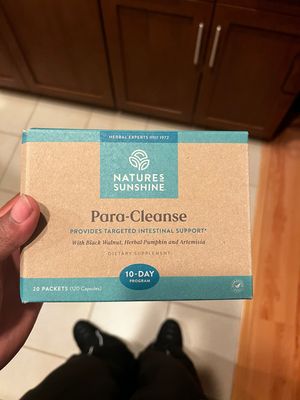 HERBAL EXPERTS SINCE 1972
NATURE'S
SUNSHINE
Para-Cleanse
PROVIDES TARGETED INTESTINAL SUPPORT*
With Black Walnut, Herbal Pumpkin and Artemisia
DIETARY SUPPLEMENT
10-DAY
PROGRAM
20 PACKETS (120 Capsules)